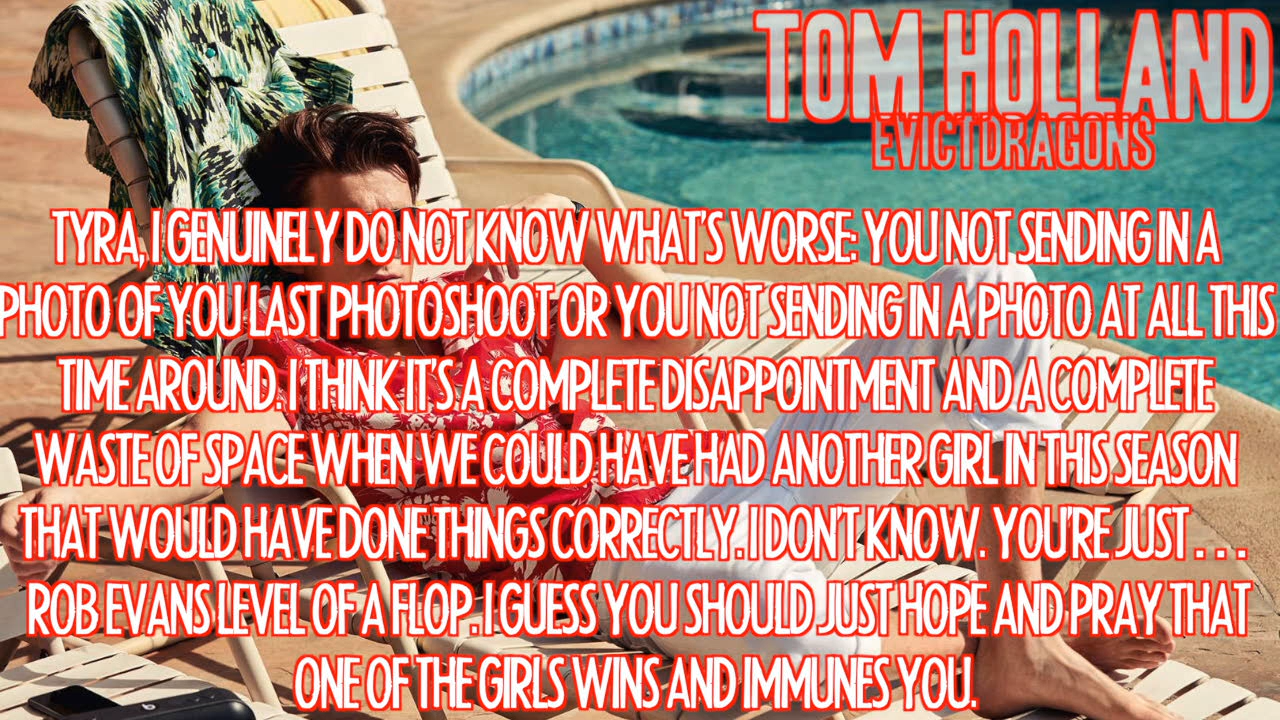 TOM HOLLAND
EVICTDRAGONS
TYRA, I GENUINELY DO NOT KNOW WHAT'S WORSE: YOU NOT SENDING IN A
PHOTO OF YOU LAST PHOTOSHOOT OR YOU NOT SENDING IN A PHOTO AT ALL THIS
TIME AROUND. I THINK IT'S A COMPLETE DISAPPOINTMENT AND A COMPLETE
WASTE OF SPACE WHEN WE COULD HAVE HAD ANOTHER GIRL IN THIS SEASON
THAT WOULD HAVE DONE THINGS CORRECTLY. I DON'T KNOW. YOU'RE JUST . . .
ROB EVANS LEVEL OF A FLOP. I GUESS YOU SHOULD JUST HOPE AND PRAY THAT
ONE OF THE GIRLS WINS AND IMMUNES YOU.